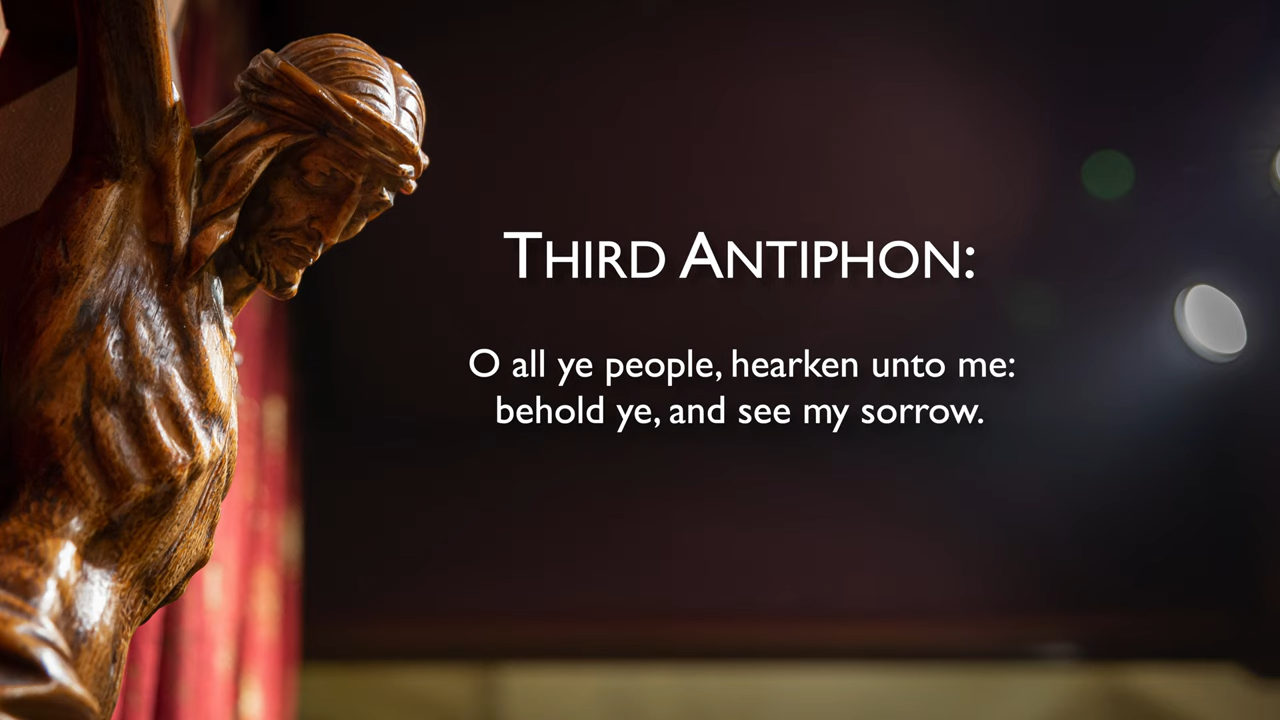 THIRD ANTIPHON:
O all ye people, hearken unto me:
behold ye, and see my sorrow.